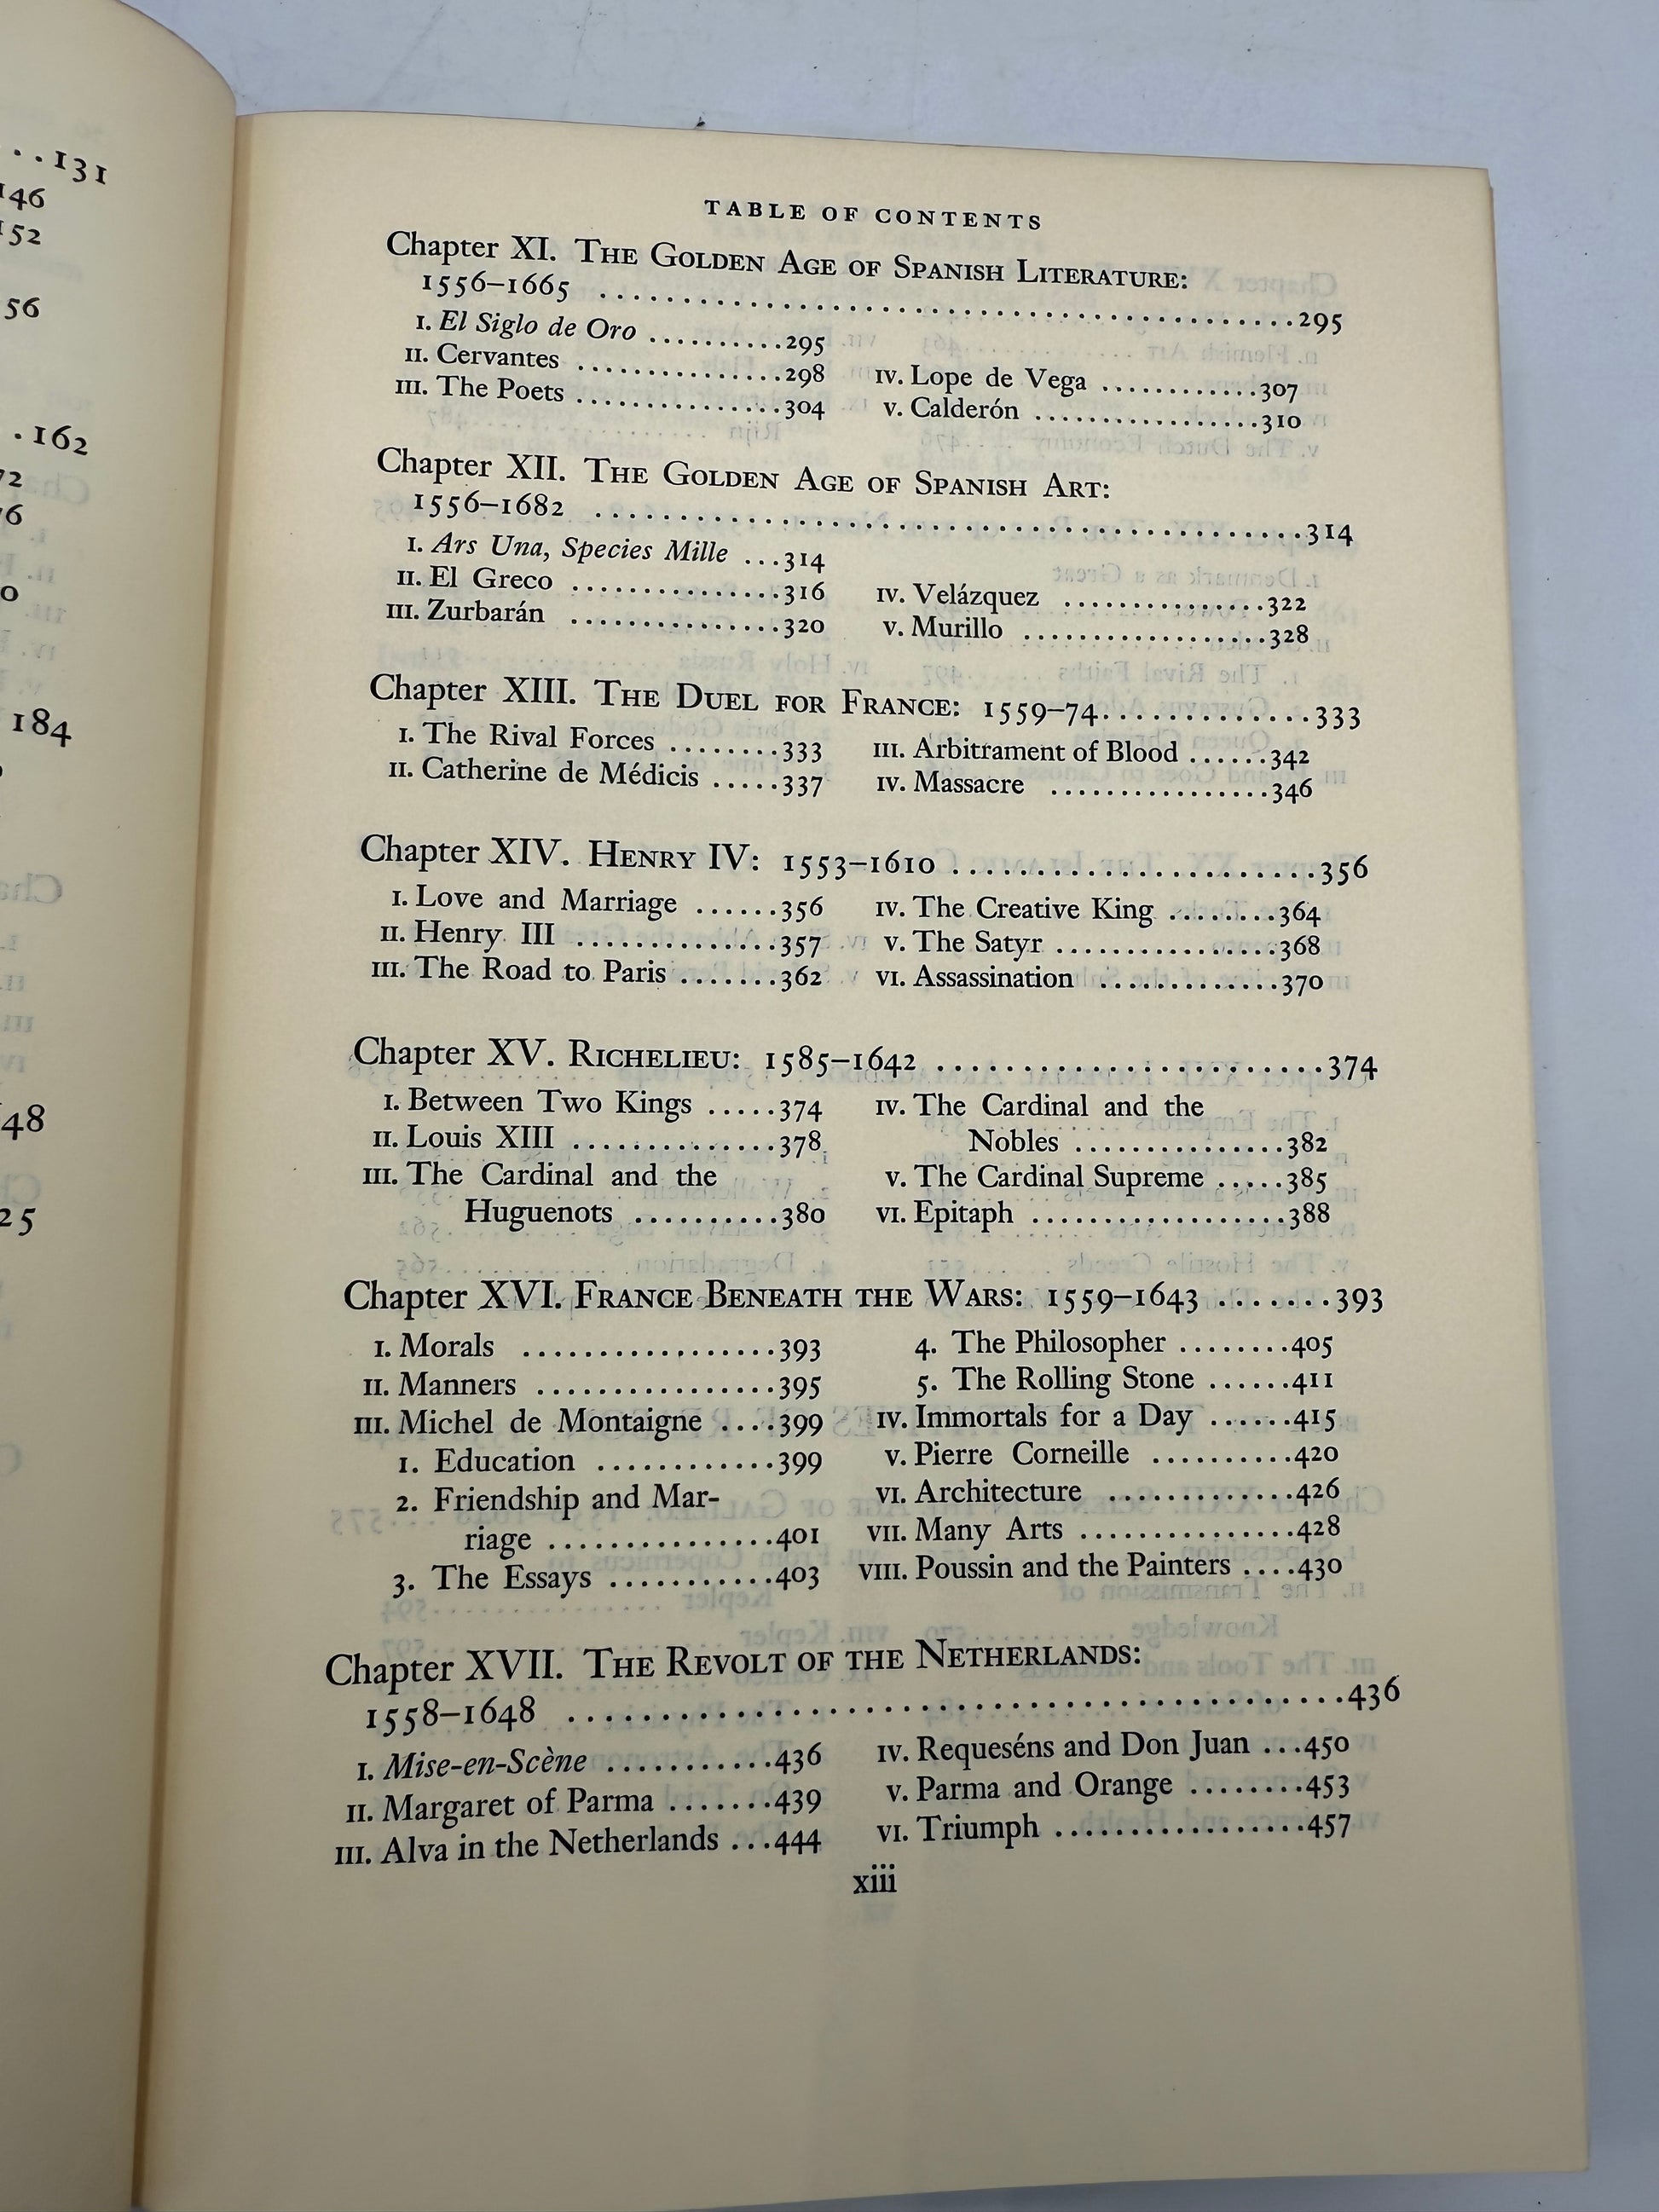 . . .131
146
152
56
. 162
72
76
0
184
48
25
TABLE OF CONTENTS
Chapter XI. THE GOLDEN AGE OF SPANISH LITERATURE:
1556–1665 ........................................295
I. El Siglo de Oro ..........295
II. Cervantes ...............298
III. The Poets ...............304
IV. Lope de Vega ............307
V. Calderón ................310
Chapter XII. THE GOLDEN AGE OF SPANISH ART:
1556–1682 ........................................314
I. Ars Una, Species Mille ...314
II. El Greco ...............316
III. Zurbarán ...............320
IV. Velázquez ...............322
V. Murillo ..................328
Chapter XIII. THE DUEL FOR FRANCE: 1559–74.............333
I. The Rival Forces ........333
II. Catherine de Médicis .....337
III. Arbitrament of Blood ......342
IV. Massacre ................346
Chapter XIV. HENRY IV: 1553–1610 ......................356
I. Love and Marriage ......356
II. Henry III ..............357
III. The Road to Paris .......362
IV. The Creative King ........364
V. The Satyr ................368
VI. Assassination .............370
Chapter XV. RICHELIEU: 1585–1642 .......................374
I. Between Two Kings .....374
II. Louis XIII ..............378
III. The Cardinal and the
Huguenots ..........380
IV. The Cardinal and the
Nobles ...............382
V. The Cardinal Supreme .....385
VI. Epitaph ..................388
Chapter XVI. FRANCE BENEATH THE WARS: 1559–1643 .......393
I. Morals .................393
II. Manners ................395
III. Michel de Montaigne ....399
1. Education ............399
2. Friendship and Mar-
riage ................401
3. The Essays ...........403
4. The Philosopher ........405
5. The Rolling Stone ......411
IV. Immortals for a Day ......415
V. Pierre Corneille ..........420
VI. Architecture .............426
VII. Many Arts ...............428
VIII. Poussin and the Painters ....430
Chapter XVII. THE REVOLT OF THE NETHERLANDS:
1558–1648 ........................................436
I. Mise-en-Scène ...........436
II. Margaret of Parma .......439
III. Alva in the Netherlands ...444
IV. Requeséns and Don Juan ...450
V. Parma and Orange ........453
VI. Triumph ..................457
xiii